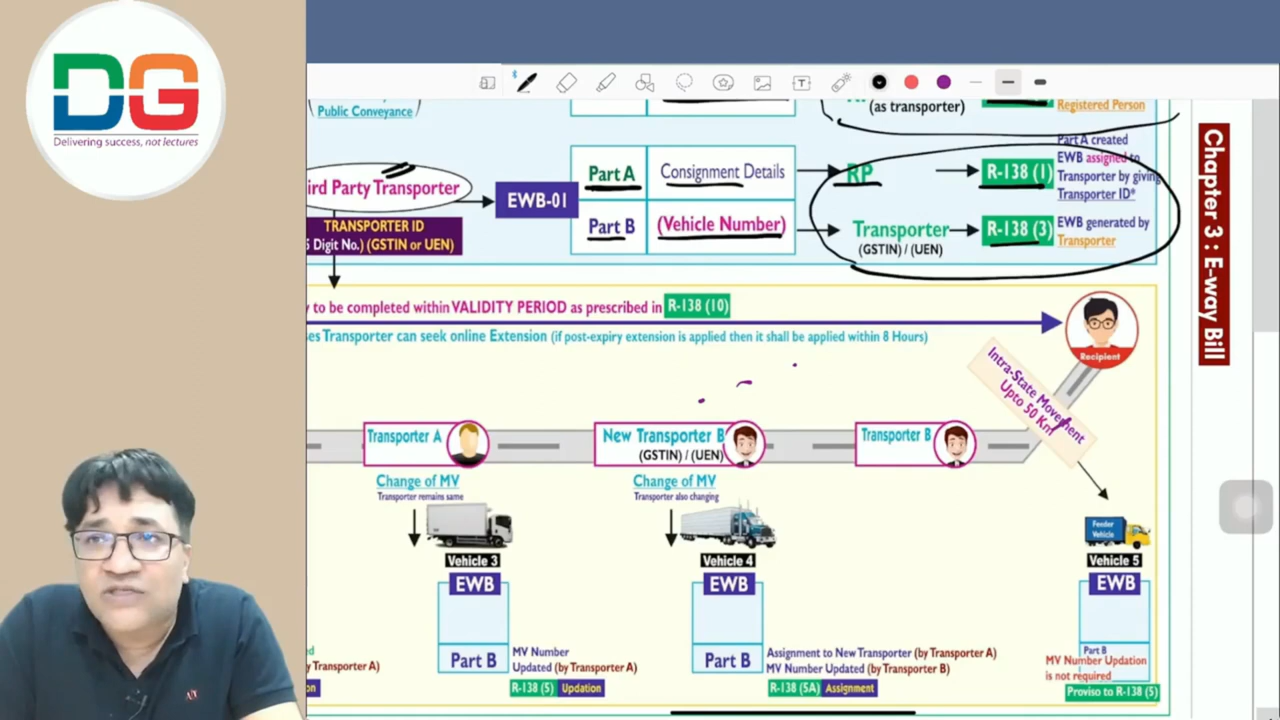 DG
Delivering success, not lectures
Public Conveyance
(as transporter)
Registered Person
Chapter 3 : E-way Bill
ird Party Transporter
TRANSPORTER ID
5 Digit No.) (GSTIN or UEN)
EWB-01
Part A
Consignment Details
Part B
(Vehicle Number)
RP
R-138 (1)
Part A created
EWB assigned to
Transporter by giving
Transporter ID*
Transporter
(GSTIN) / (UEN)
R-138 (3)
EWB generated by
Transporter
y to be completed within VALIDITY PERIOD as prescribed in R-138 (10)
es Transporter can seek online Extension (if post-expiry extension is applied then it shall be applied within 8 Hours)
Recipient
Intra-State Movement
Upto 50 Km
Transporter A
New Transporter B
(GSTIN) / (UEN)
Transporter B
Change of MV
Transporter remains same
Change of MV
Transporter also changing
Feeder
Vehicle
Vehicle 3
Vehicle 4
Vehicle 5
EWB
EWB
EWB
Part B
MV Number
Updated (by Transporter A)
R-138 (5) Updation
Part B
Assignment to New Transporter (by Transporter A)
MV Number Updated (by Transporter B)
R-138 (5A) Assignment
Part B
MV Number Updation
is not required
Proviso to R-138 (5)
y Transporter A)